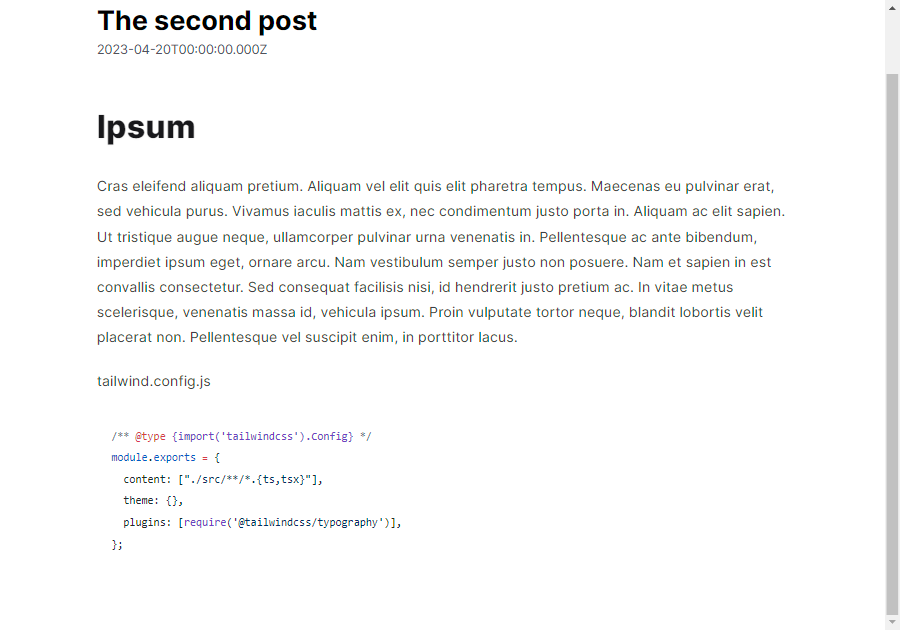 The second post
2023-04-20T00:00:00.000Z
Ipsum
Cras eleifend aliquam pretium. Aliquam vel elit quis elit pharetra tempus. Maecenas eu pulvinar erat,
sed vehicula purus. Vivamus iaculis mattis ex, nec condimentum justo porta in. Aliquam ac elit sapien.
Ut tristique augue neque, ullamcorper pulvinar urna venenatis in. Pellentesque ac ante bibendum,
imperdiet ipsum eget, ornare arcu. Nam vestibulum semper justo non posuere. Nam et sapien in est
convallis consectetur. Sed consequat facilisis nisi, id hendrerit justo pretium ac. In vitae metus
scelerisque, venenatis massa id, vehicula ipsum. Proin vulputate tortor neque, blandit lobortis velit
placerat non. Pellentesque vel suscipit enim, in porttitor lacus.
tailwind.config.js
/** @type {import('tailwindcss').Config} */
module.exports = {
  content: ["./src/**/*.{ts,tsx}"],
  theme: {},
  plugins: [require('@tailwindcss/typography')],
};